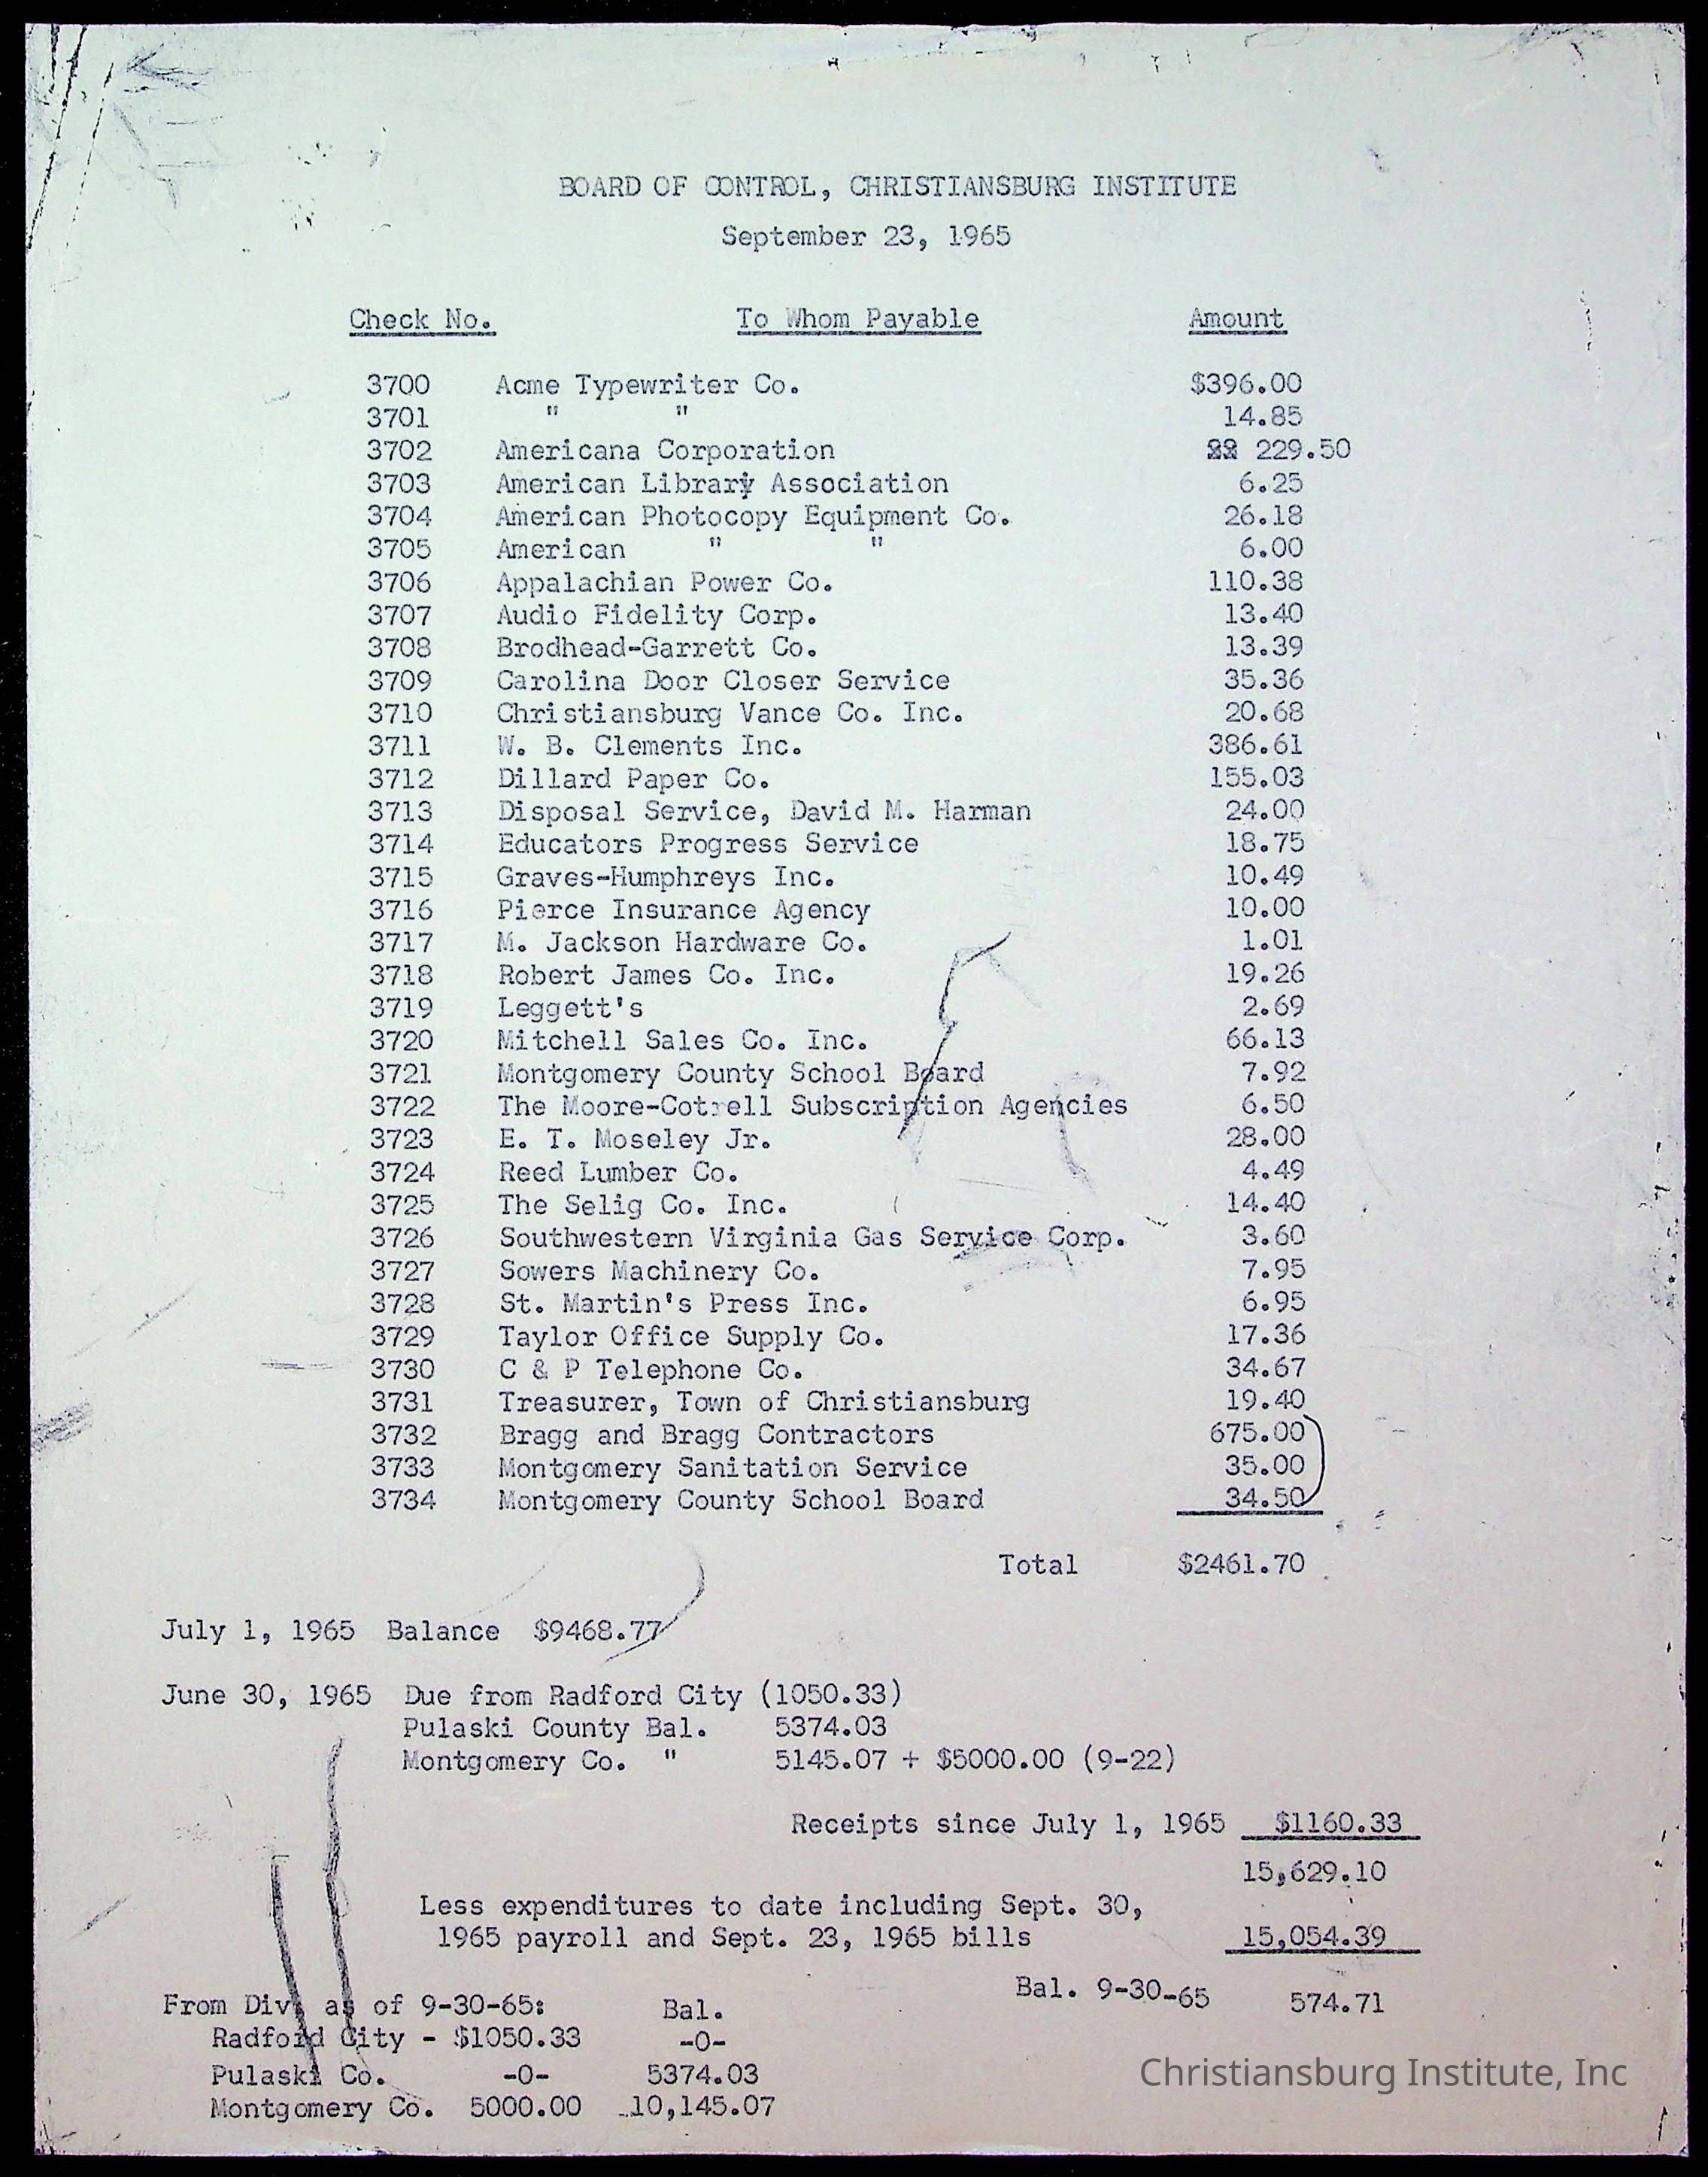 BOARD OF CONTROL, CHRISTIANSBURG INSTITUTE
September 23, 1965
Check No. To Whom Payable Amount
3700 Acme Typewriter Co. $396.00
3701 " " 14.85
3702 Americana Corporation 229.50
3703 American Library Association 6.25
3704 American Photocopy Equipment Co. 26.18
3705 American " " 6.00
3706 Appalachian Power Co. 110.38
3707 Audio Fidelity Corp. 13.40
3708 Brodhead-Garrett Co. 13.39
3709 Carolina Door Closer Service 35.36
3710 Christiansburg Vance Co. Inc. 20.68
3711 W. B. Clements Inc. 386.61
3712 Dillard Paper Co. 155.03
3713 Disposal Service, David M. Harman 24.00
3714 Educators Progress Service 18.75
3715 Graves-Humphreys Inc. 10.49
3716 Pierce Insurance Agency 10.00
3717 M. Jackson Hardware Co. 1.01
3718 Robert James Co. Inc. 19.26
3719 Leggett's 2.69
3720 Mitchell Sales Co. Inc. 66.13
3721 Montgomery County School Board 7.92
3722 The Moore-Cotrell Subscription Agencies 6.50
3723 E. T. Moseley Jr. 28.00
3724 Reed Lumber Co. 4.49
3725 The Selig Co. Inc. 14.40
3726 Southwestern Virginia Gas Service Corp. 3.60
3727 Sowers Machinery Co. 7.95
3728 St. Martin's Press Inc. 6.95
3729 Taylor Office Supply Co. 17.36
3730 C & P Telephone Co. 34.67
3731 Treasurer, Town of Christiansburg 19.40
3732 Bragg and Bragg Contractors 675.00
3733 Montgomery Sanitation Service 35.00
3734 Montgomery County School Board 34.50
Total $2461.70
July 1, 1965 Balance $9468.77
June 30, 1965 Due from Radford City (1050.33)
Pulaski County Bal. 5374.03
Montgomery Co. " 5145.07 + $5000.00 (9-22)
Receipts since July 1, 1965 $1160.33
15,629.10
Less expenditures to date including Sept. 30,
1965 payroll and Sept. 23, 1965 bills 15,054.39
Bal. 9-30-65 574.71
From Div. as of 9-30-65: Bal.
Radford City - $1050.33 -0-
Pulaski Co. -0- 5374.03
Montgomery Co. 5000.00 10,145.07
Christiansburg Institute, Inc